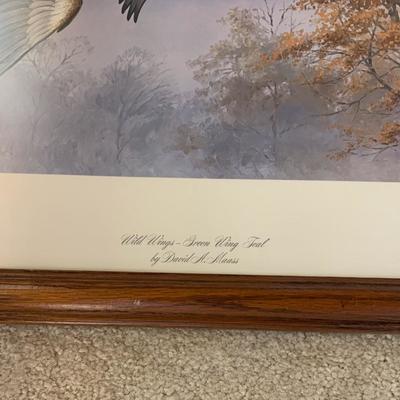 "Wild Wings – Green Wing Teal"
by David A. Maass